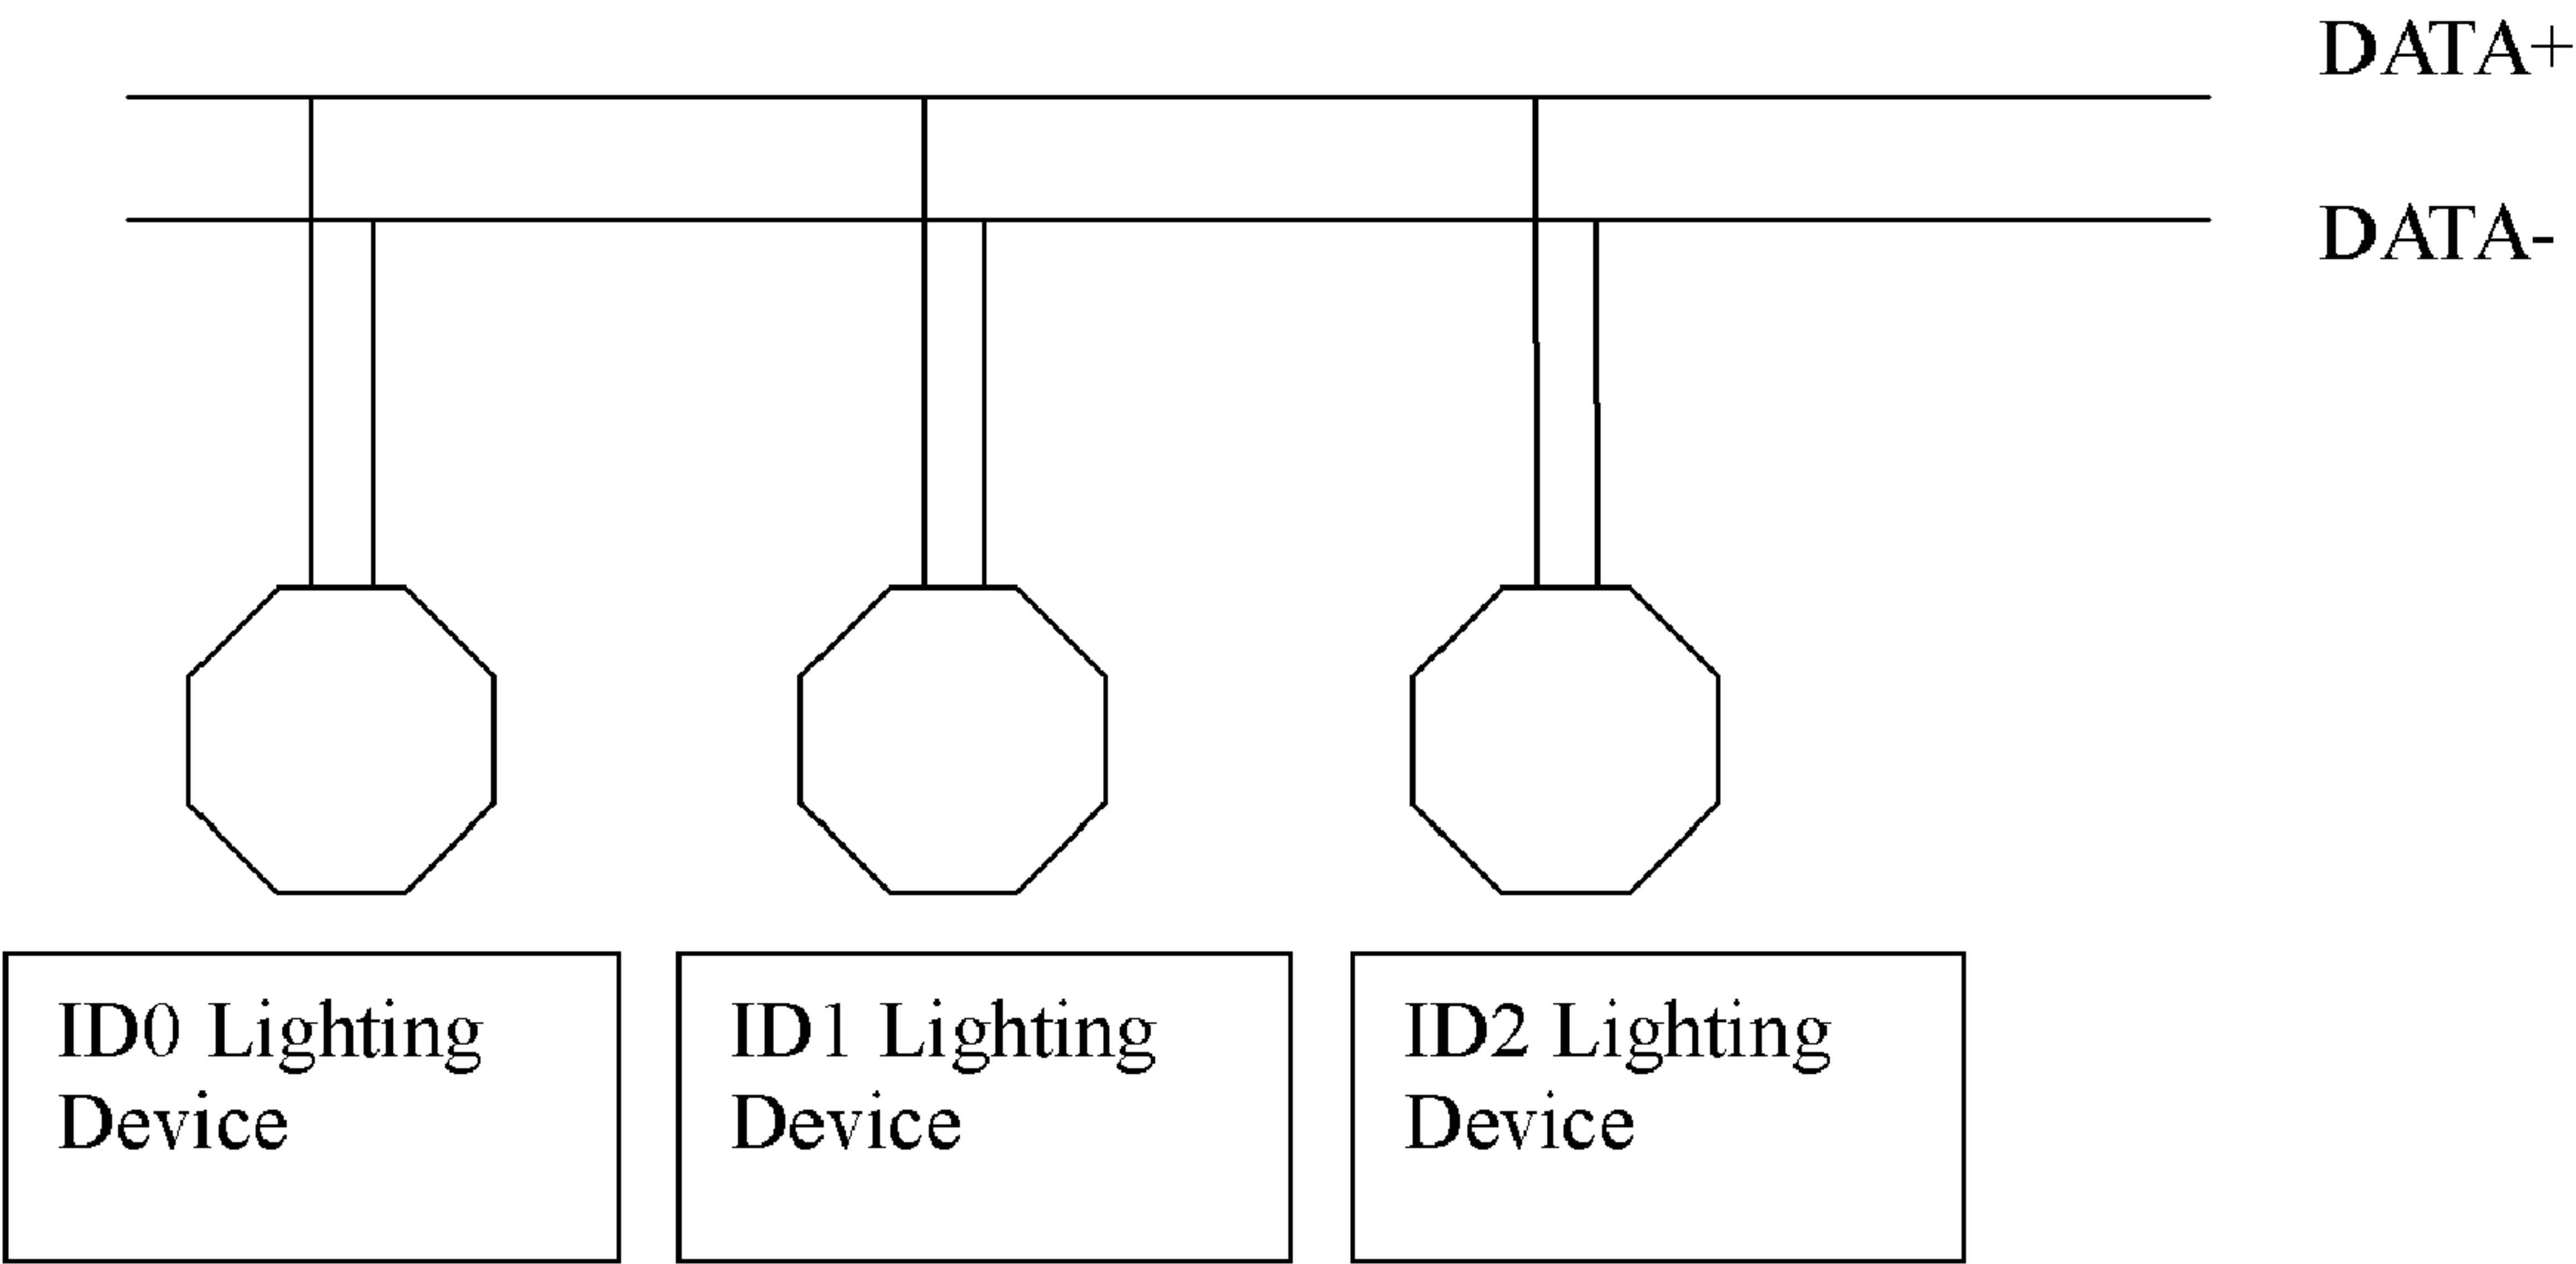 DATA+
DATA-
ID0 Lighting
Device
ID1 Lighting
Device
ID2 Lighting
Device